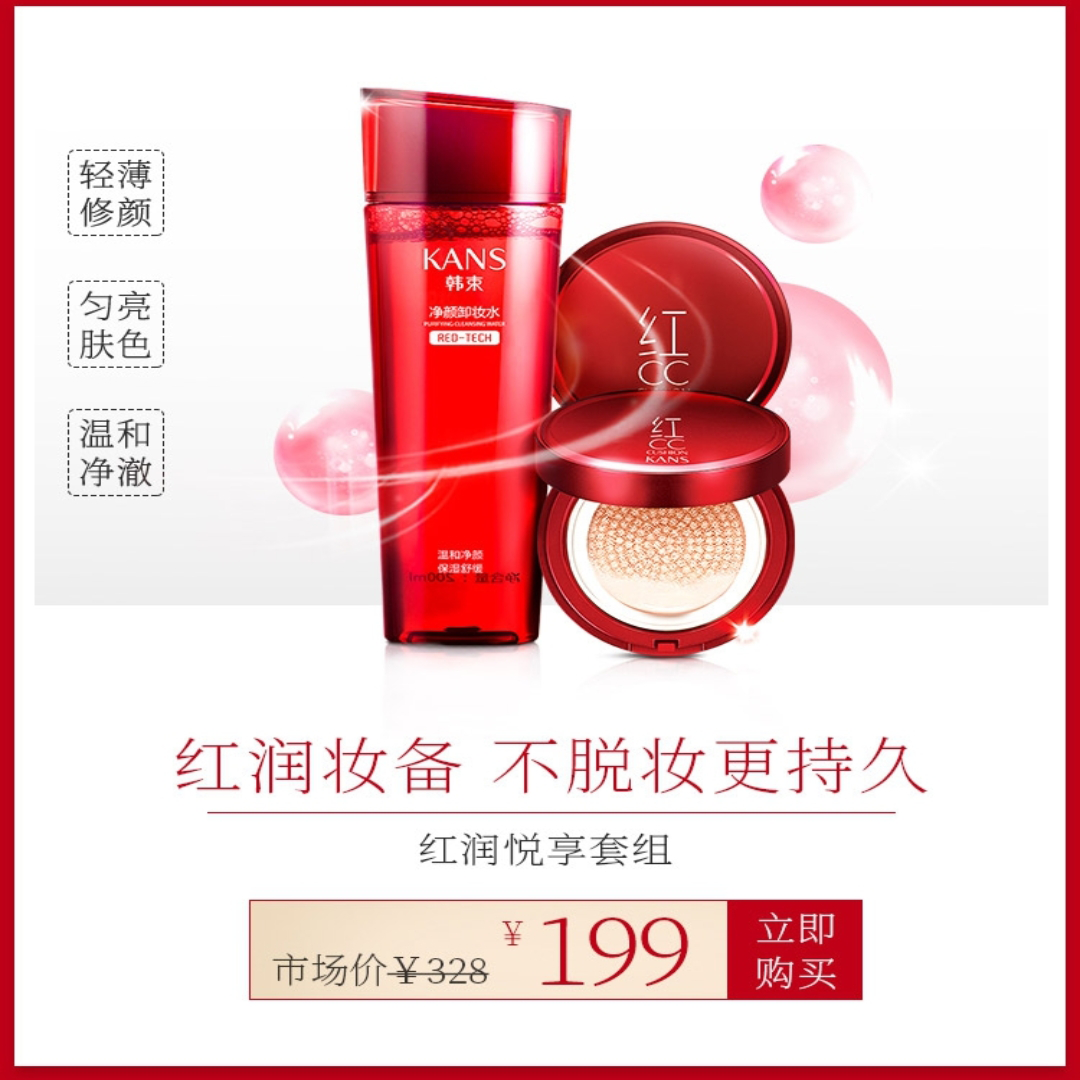 轻薄
修颜
匀亮
肤色
温和
净澈
KANS
韩束
净颜卸妆水
PURIFYING CLEANSING WATER
RED-TECH
温和净颜
保湿舒缓
净含量：200ml
红
CC
红
CC
CUSHION
KANS
红润妆备 不脱妆更持久
红润悦享套组
市场价￥328
￥199
立即
购买